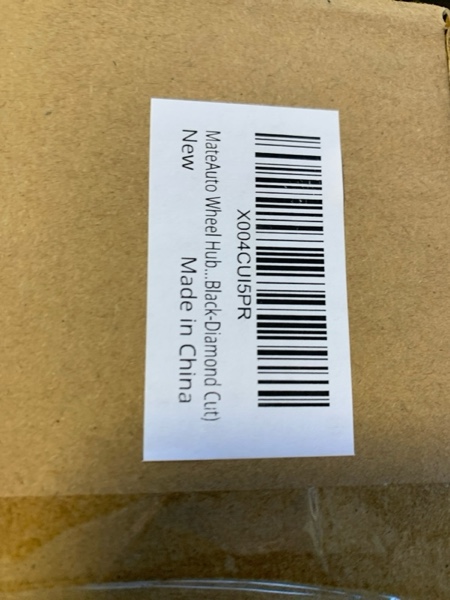 X004CUI5PR
MateAuto Wheel Hub...Black-Diamond Cut)
New
Made in China